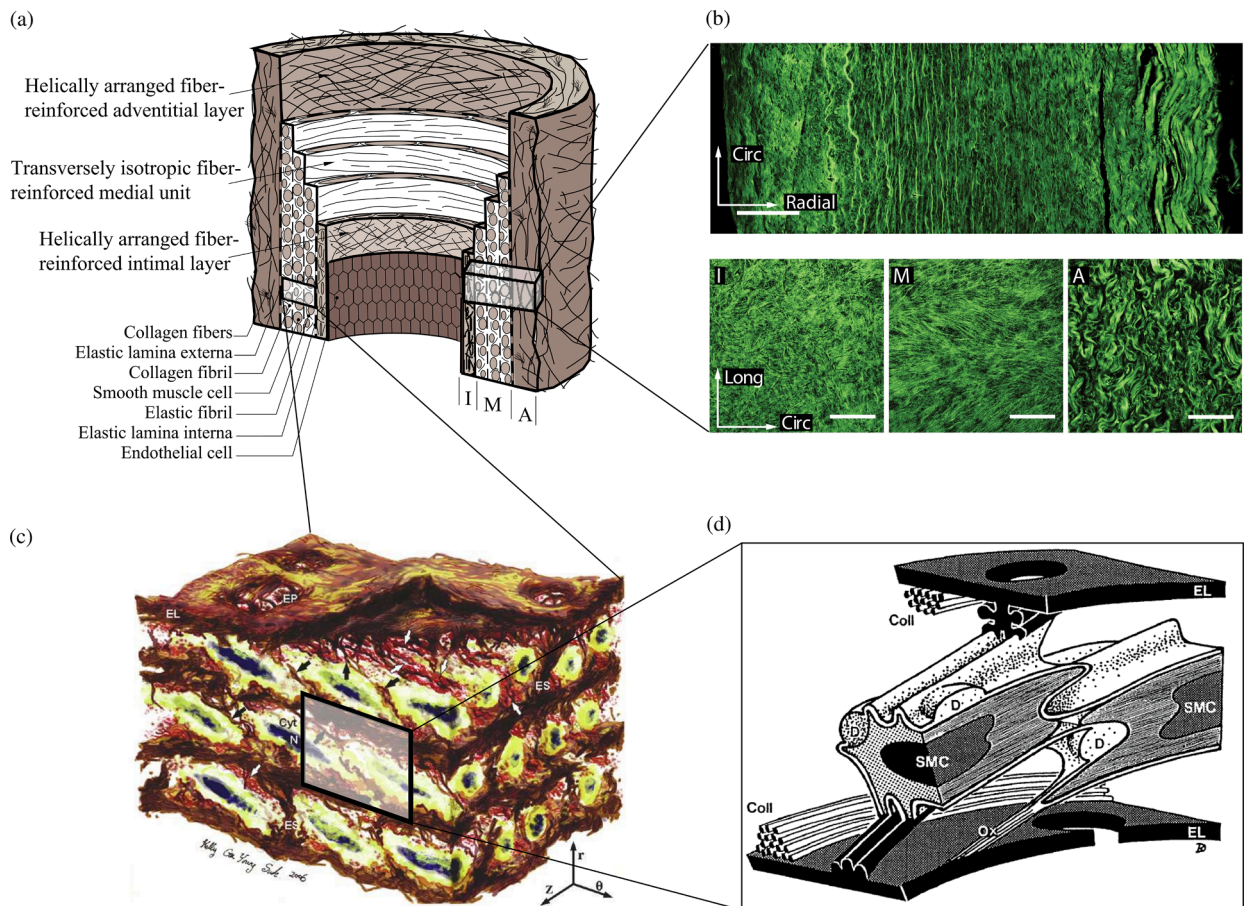 (a)
Helically arranged fiber-
reinforced adventitial layer
Transversely isotropic fiber-
reinforced medial unit
Helically arranged fiber-
reinforced intimal layer
Collagen fibers
Elastic lamina externa
Collagen fibril
Smooth muscle cell
Elastic fibril
Elastic lamina interna
Endothelial cell
I M A
(b)
Circ
Radial
I
Long
Circ
M
A
(c)
EL
EP
ES
Cyt
N
ES
2006
r
θ
z
(d)
EL
Coll
D
D
SMC
SMC
D
Coll
Ox
EL